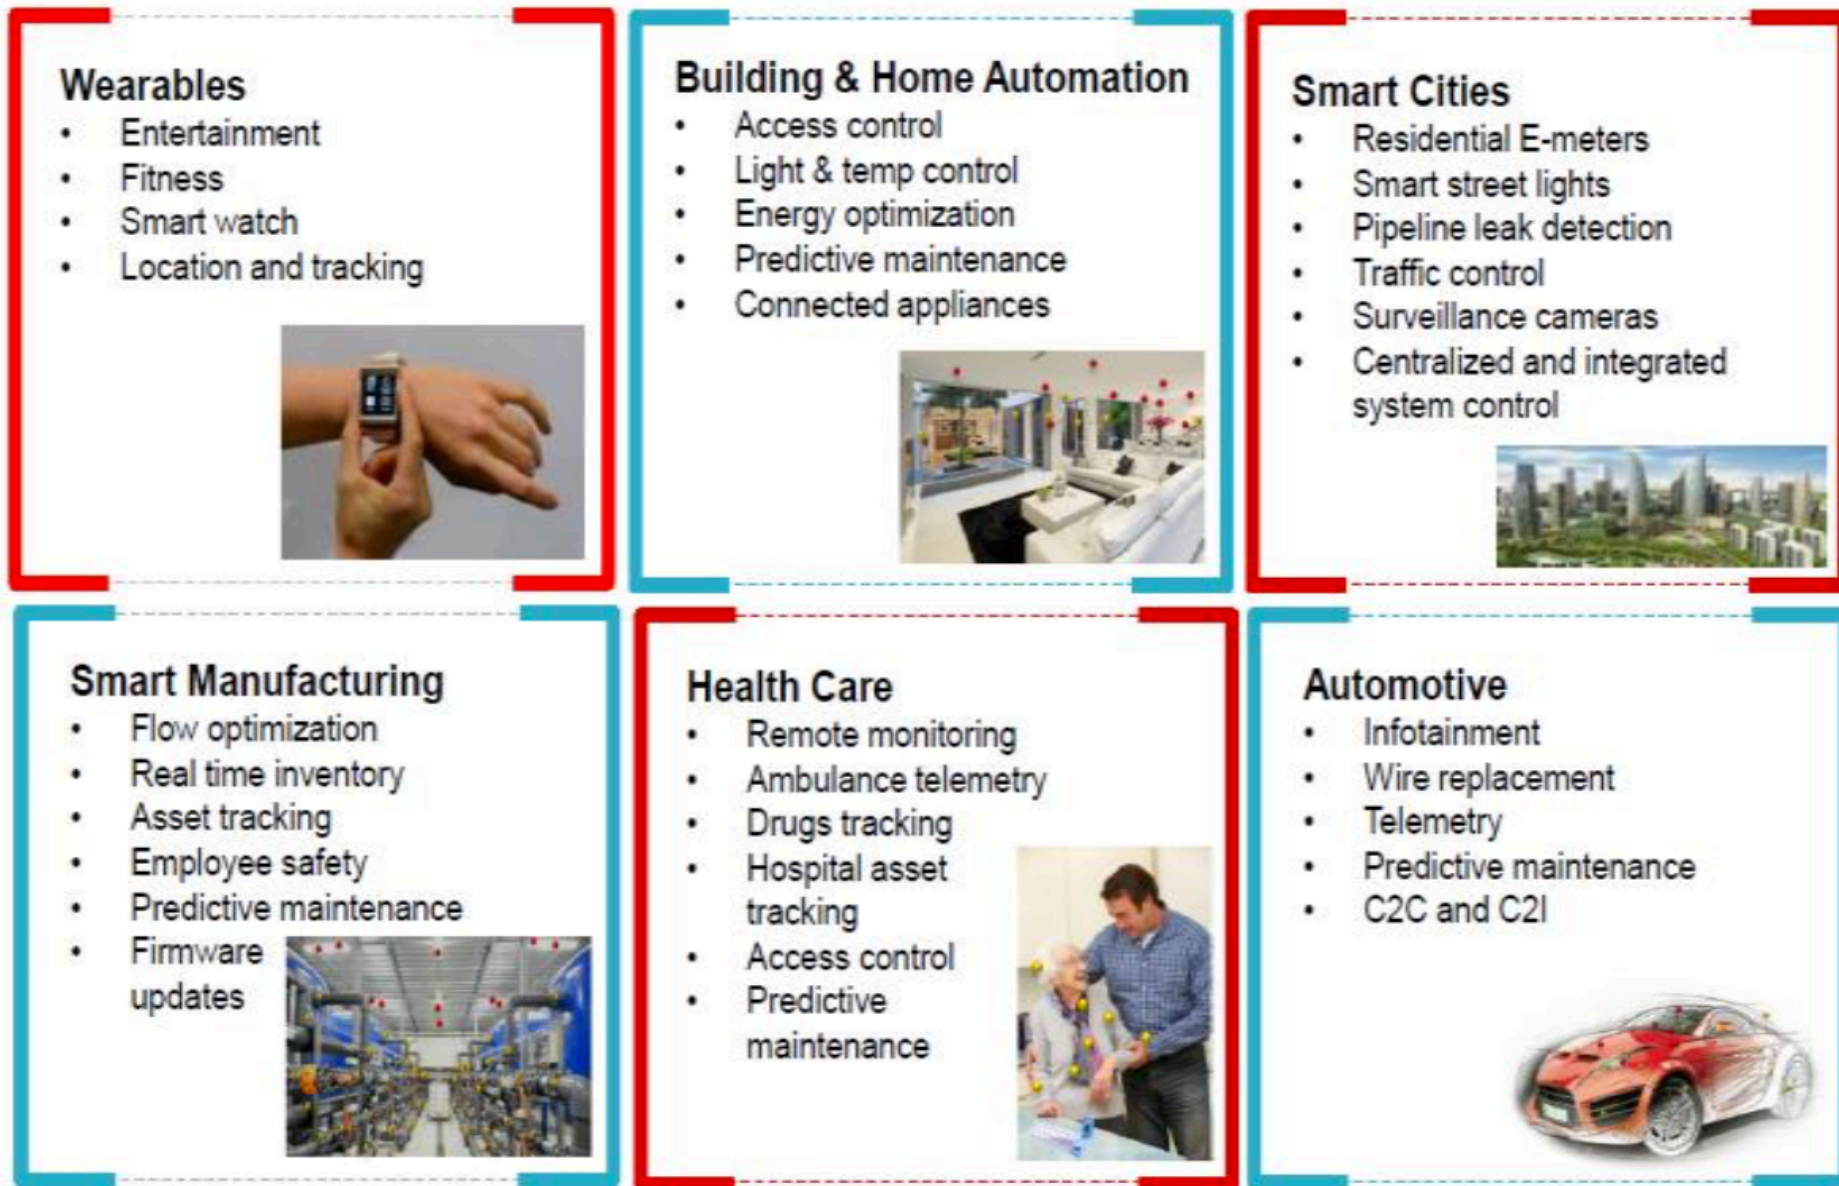 Wearables
• Entertainment
• Fitness
• Smart watch
• Location and tracking
Building & Home Automation
• Access control
• Light & temp control
• Energy optimization
• Predictive maintenance
• Connected appliances
Smart Cities
• Residential E-meters
• Smart street lights
• Pipeline leak detection
• Traffic control
• Surveillance cameras
• Centralized and integrated
system control
Smart Manufacturing
• Flow optimization
• Real time inventory
• Asset tracking
• Employee safety
• Predictive maintenance
• Firmware
updates
Health Care
• Remote monitoring
• Ambulance telemetry
• Drugs tracking
• Hospital asset
tracking
• Access control
• Predictive
maintenance
Automotive
• Infotainment
• Wire replacement
• Telemetry
• Predictive maintenance
• C2C and C2I